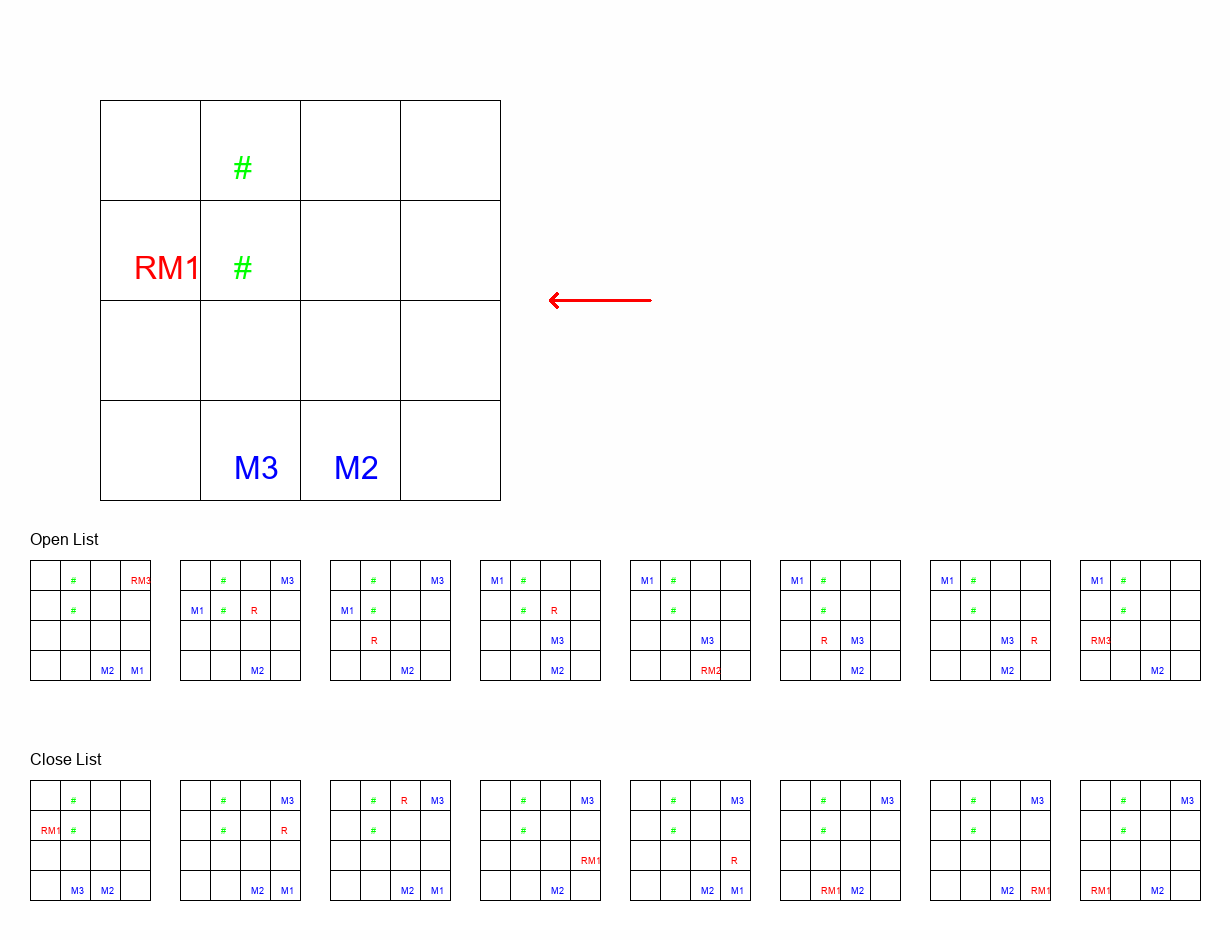 #
RM1 #
M3 M2
Open List
# RM3 # M3 # M3 M1 # M1 # M1 # M1 # M1 #
# M1 # R M1 # # R # # # #
R M3 M3 R M3 M3 R RM3
M2 M1 M2 M2 M2 RM2 M2 M2 M2
Close List
# # M3 # R M3 # M3 # M3 # M3 # M3 # M3
RM1 # # R # # # # # #
RM1 R
M3 M2 M2 M1 M2 M1 M2 M2 M1 RM1 M2 M2 RM1 RM1 M2